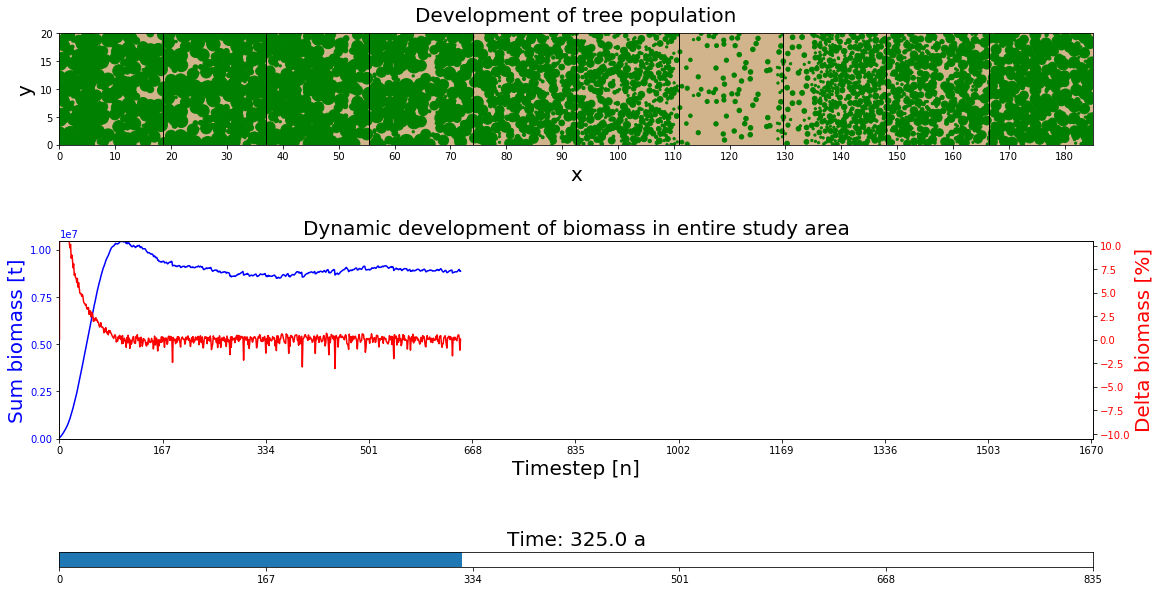 Development of tree population
20
15
10
5
0
y
0 10 20 30 40 50 60 70 80 90 100 110 120 130 140 150 160 170 180
x
Dynamic development of biomass in entire study area
1e7
1.00
0.75
0.50
0.25
0.00
Sum biomass [t]
10.0
7.5
5.0
2.5
0.0
−2.5
−5.0
−7.5
−10.0
Delta biomass [%]
0 167 334 501 668 835 1002 1169 1336 1503 1670
Timestep [n]
Time: 325.0 a
0 167 334 501 668 835